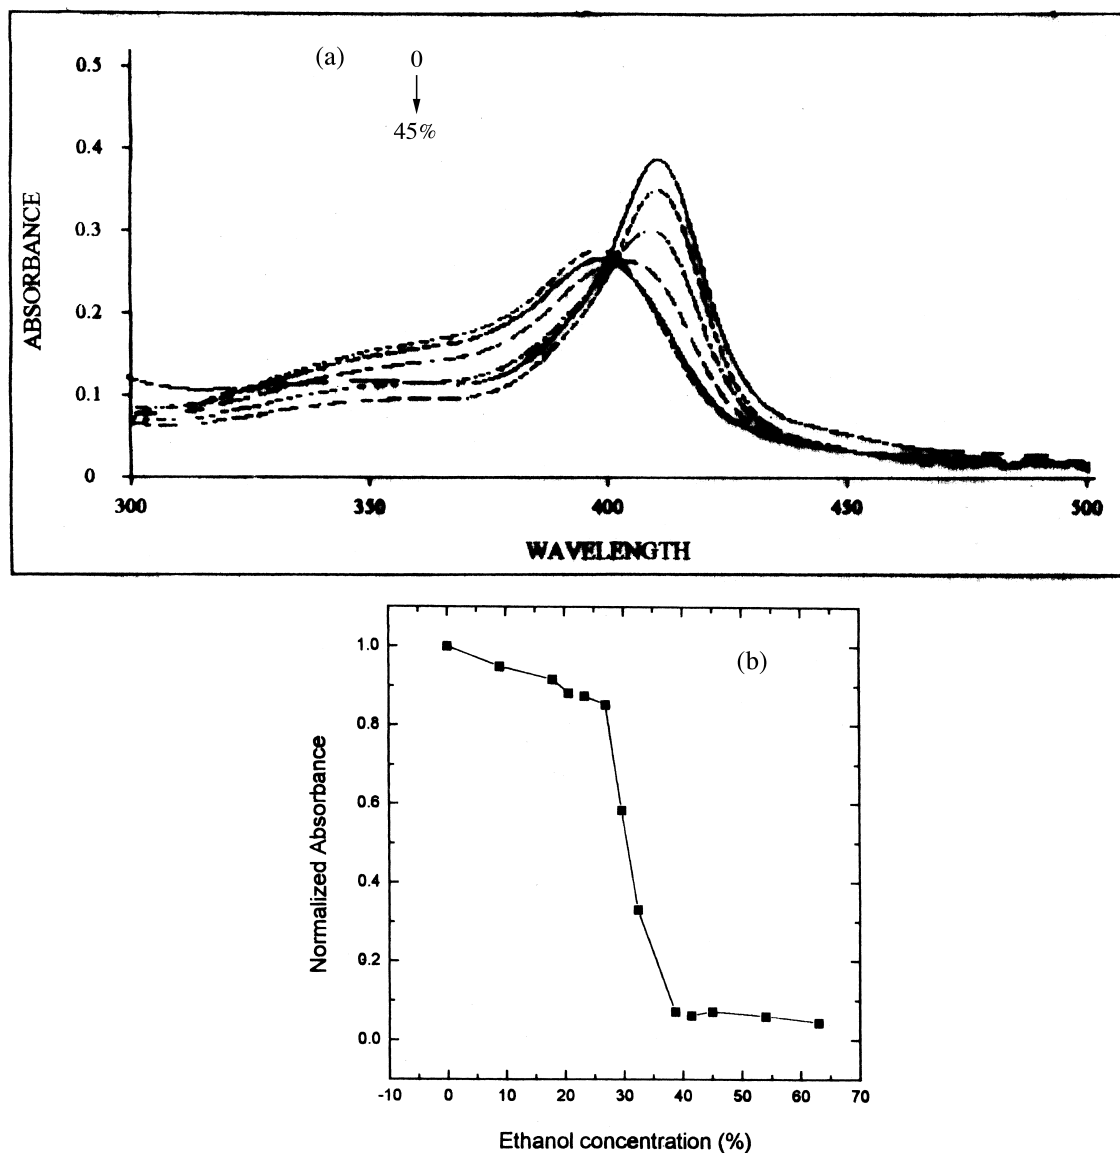 (a)
0
45%
0.5
0.4
0.3
0.2
0.1
0
ABSORBANCE
300 350 400 450 500
WAVELENGTH
(b)
1.0
0.8
0.6
0.4
0.2
0.0
Normalized Absorbance
-10 0 10 20 30 40 50 60 70
Ethanol concentration (%)